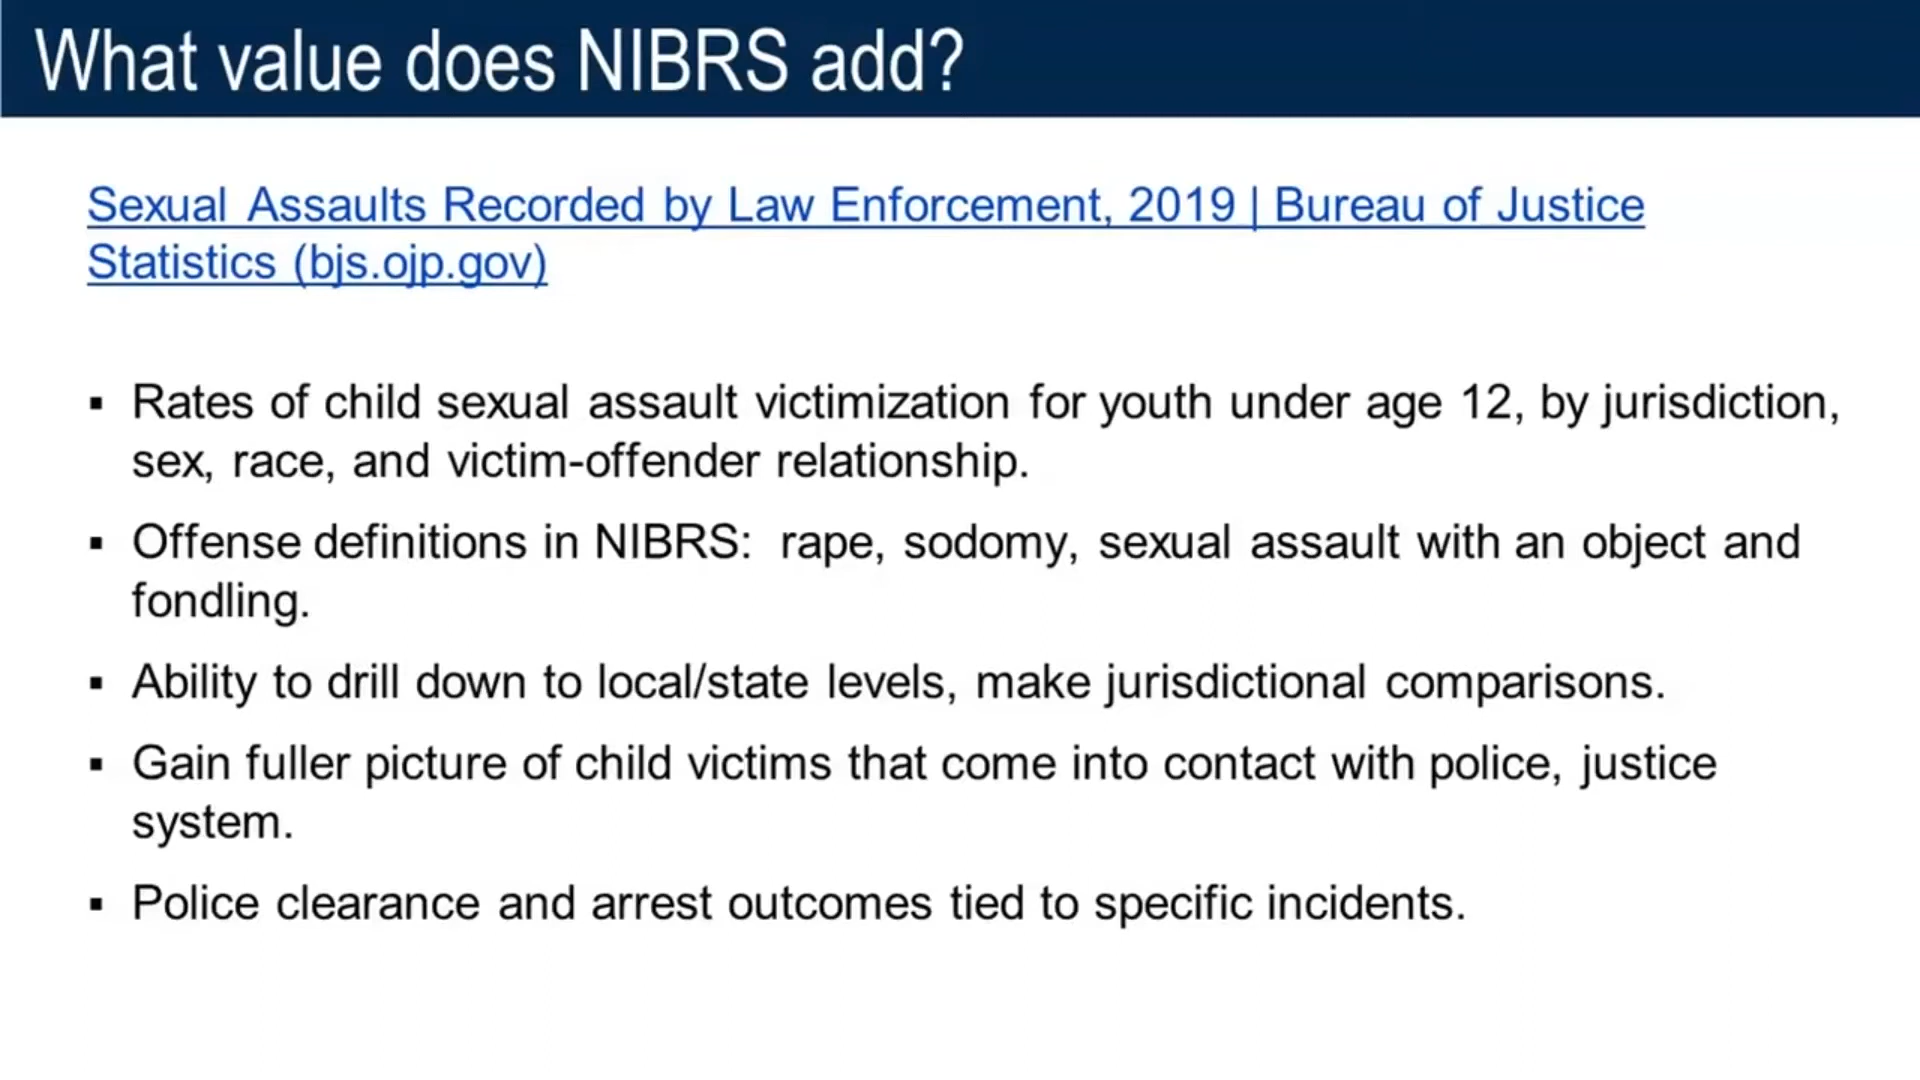 What value does NIBRS add?
Sexual Assaults Recorded by Law Enforcement, 2019 | Bureau of Justice
Statistics (bjs.ojp.gov)
▪ Rates of child sexual assault victimization for youth under age 12, by jurisdiction,
sex, race, and victim-offender relationship.
▪ Offense definitions in NIBRS: rape, sodomy, sexual assault with an object and
fondling.
▪ Ability to drill down to local/state levels, make jurisdictional comparisons.
▪ Gain fuller picture of child victims that come into contact with police, justice
system.
▪ Police clearance and arrest outcomes tied to specific incidents.